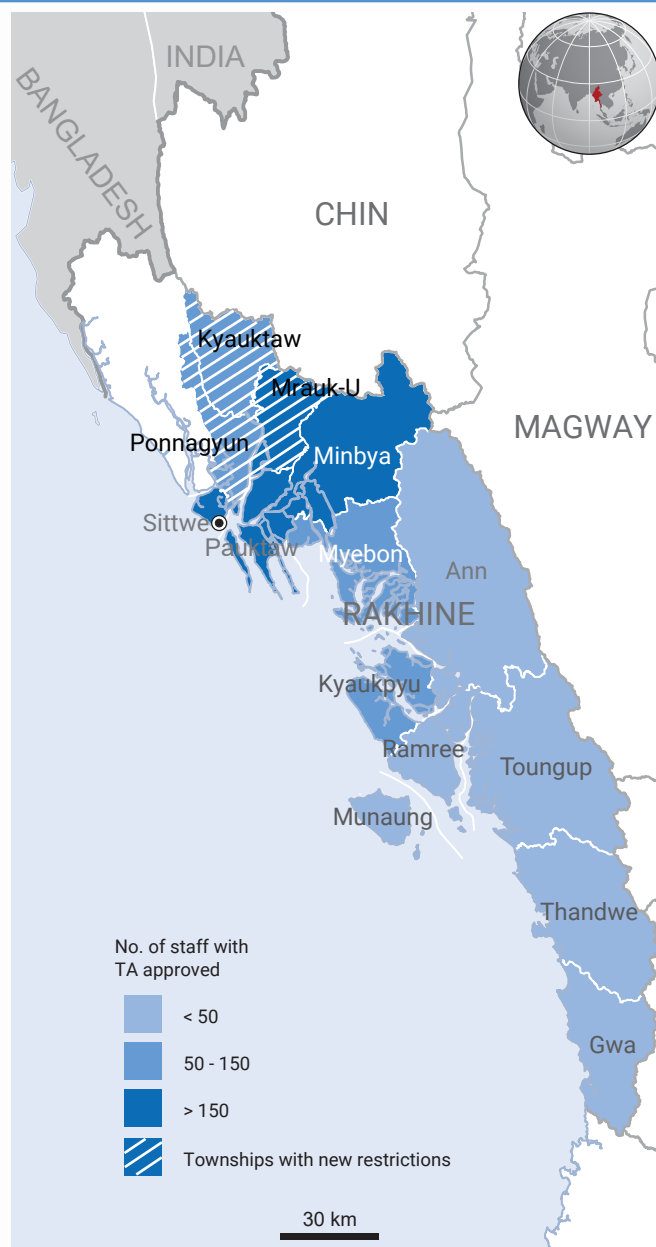 INDIA
BANGLADESH
CHIN
Kyauktaw
Mrauk-U
MAGWAY
Ponnagyun
Minbya
Sittwe
Pauktaw
Myebon
Ann
RAKHINE
Kyaukpyu
Ramree
Toungup
Munaung
Thandwe
No. of staff with
TA approved
< 50
Gwa
50 - 150
> 150
Townships with new restrictions
30 km